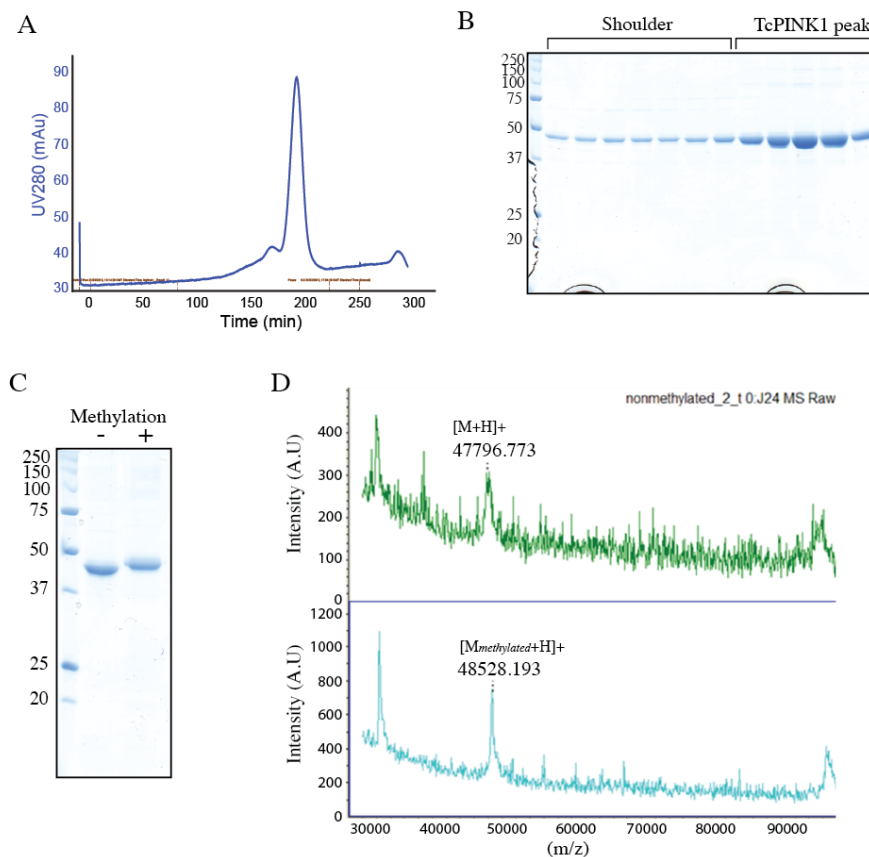 A
UV280 (mAu)
90
80
70
60
50
40
30
0 50 100 150 200 250 300
Time (min)
B
Shoulder TcPINK1 peak
250
150
100
75
50
37
25
20
C
Methylation
- +
250
150
100
75
50
37
25
20
D
nonmethylated_2_t 0:J24 MS Raw
[M+H]+
47796.773
Intensity (A.U)
400
300
200
100
0
[Mmethylated+H]+
48528.193
Intensity (A.U)
1200
1000
800
600
400
200
0
30000 40000 50000 60000 70000 80000 90000
(m/z)